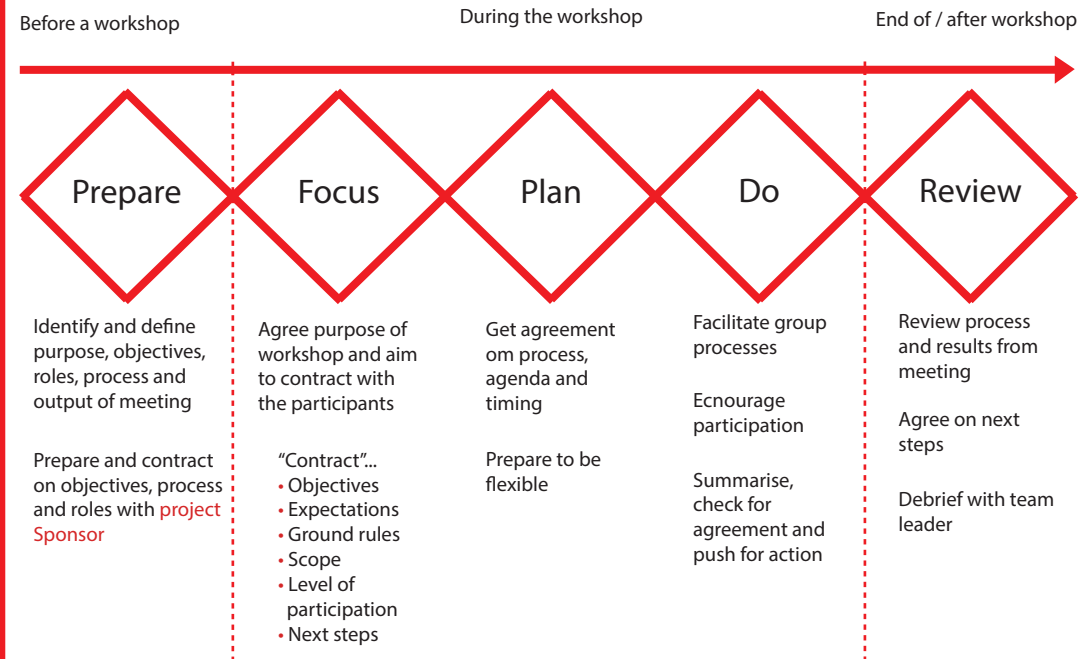 Before a workshop
During the workshop
End of / after workshop
Prepare
Focus
Plan
Do
Review
Identify and define
purpose, objectives,
roles, process and
output of meeting
Prepare and contract
on objectives, process
and roles with project
Sponsor
Agree purpose of
workshop and aim
to contract with
the participants
“Contract”...
• Objectives
• Expectations
• Ground rules
• Scope
• Level of
participation
• Next steps
Get agreement
om process,
agenda and
timing
Prepare to be
flexible
Facilitate group
processes
Ecnourage
participation
Summarise,
check for
agreement and
push for action
Review process
and results from
meeting
Agree on next
steps
Debrief with team
leader